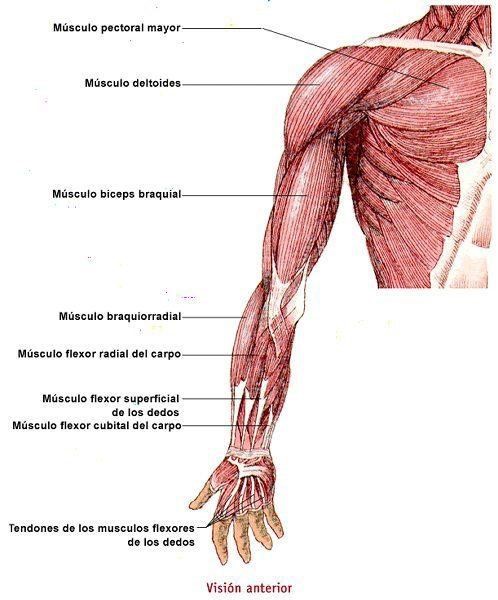 Músculo pectoral mayor
Músculo deltoides
Músculo biceps braquial
Músculo braquiorradial
Músculo flexor radial del carpo
Músculo flexor superficial
de los dedos
Músculo flexor cubital del carpo
Tendones de los musculos flexores
de los dedos
Visión anterior